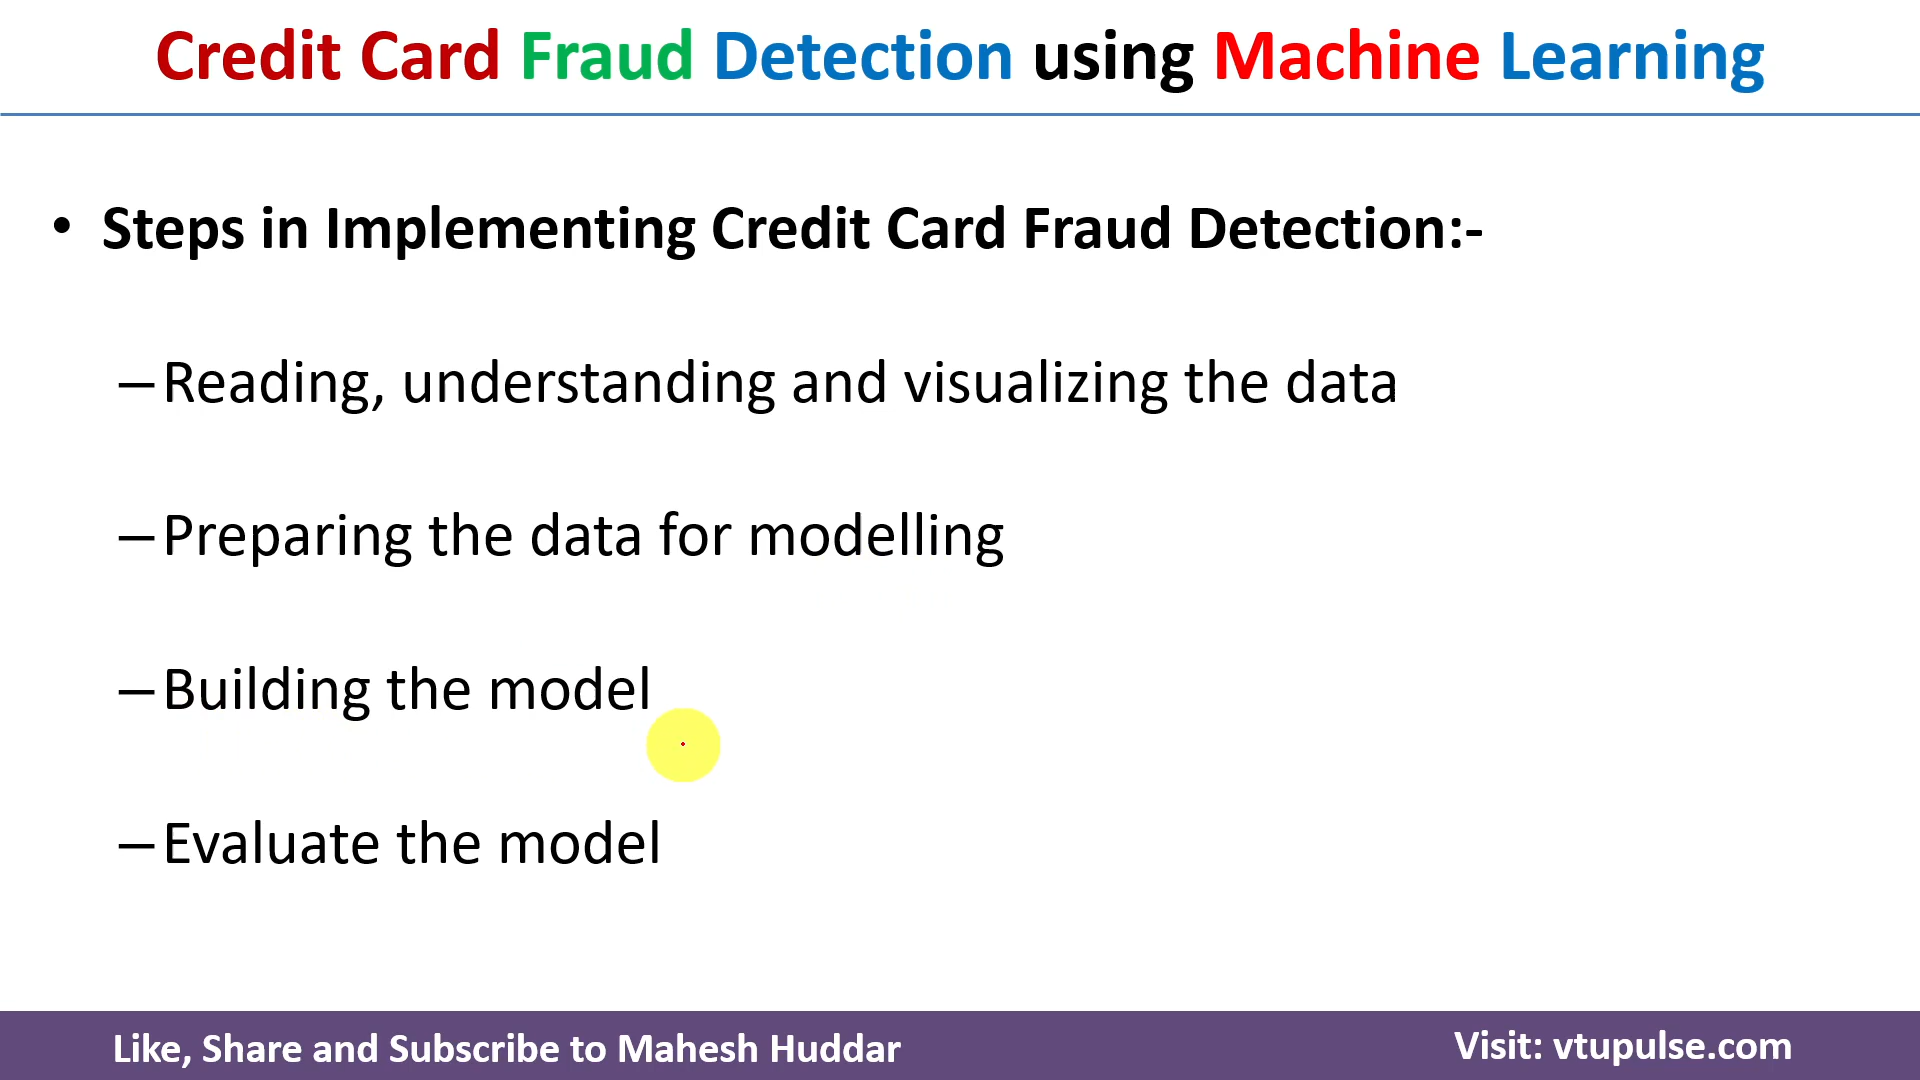 Credit Card Fraud Detection using Machine Learning
• Steps in Implementing Credit Card Fraud Detection:-
–Reading, understanding and visualizing the data
–Preparing the data for modelling
–Building the model
–Evaluate the model
Like, Share and Subscribe to Mahesh Huddar
Visit: vtupulse.com